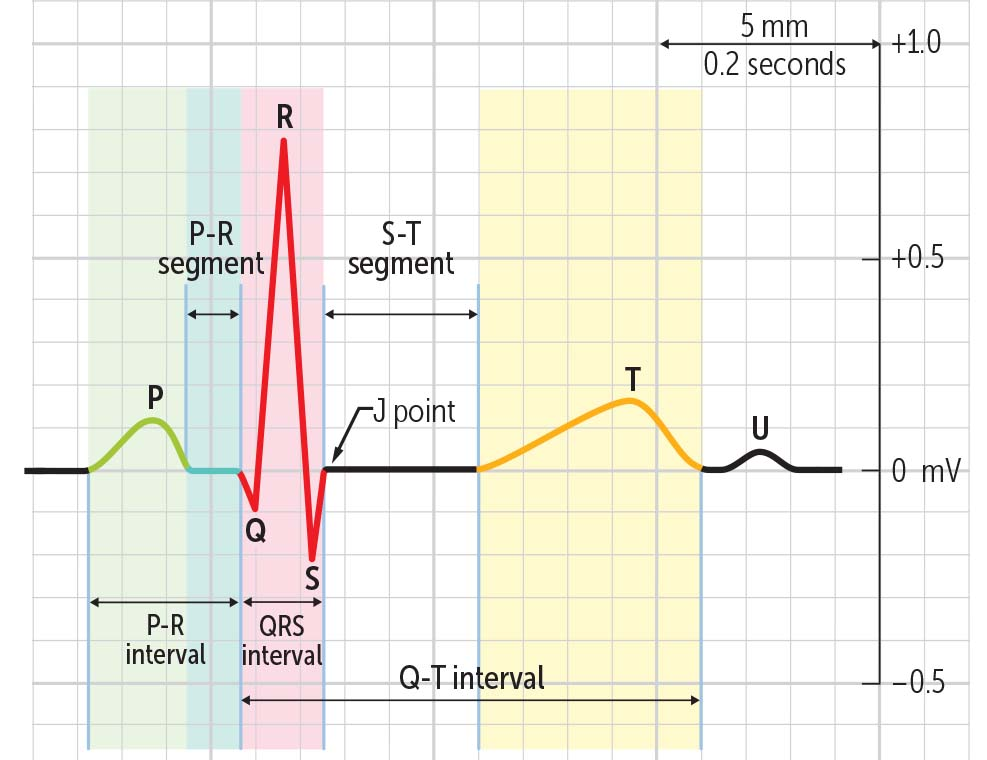 5 mm
0.2 seconds
+1.0
R
P-R
segment
S-T
segment
+0.5
P
T
J point
U
0 mV
Q
S
P-R
interval
QRS
interval
Q-T interval
−0.5